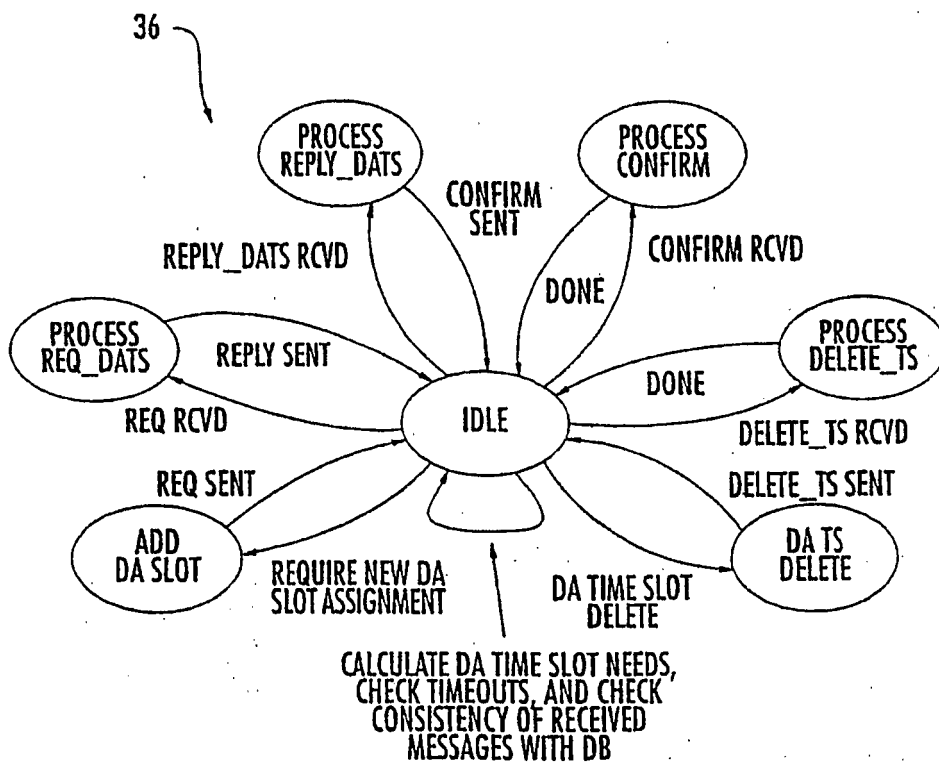 36
PROCESS
REPLY_DATS
PROCESS
CONFIRM
CONFIRM
SENT
REPLY_DATS RCVD
CONFIRM RCVD
DONE
PROCESS
REQ_DATS
REPLY SENT
PROCESS
DELETE_TS
DONE
REQ RCVD
IDLE
DELETE_TS RCVD
REQ SENT
DELETE_TS SENT
ADD
DA SLOT
DA TS
DELETE
REQUIRE NEW DA
SLOT ASSIGNMENT
DA TIME SLOT
DELETE
CALCULATE DA TIME SLOT NEEDS,
CHECK TIMEOUTS, AND CHECK
CONSISTENCY OF RECEIVED
MESSAGES WITH DB